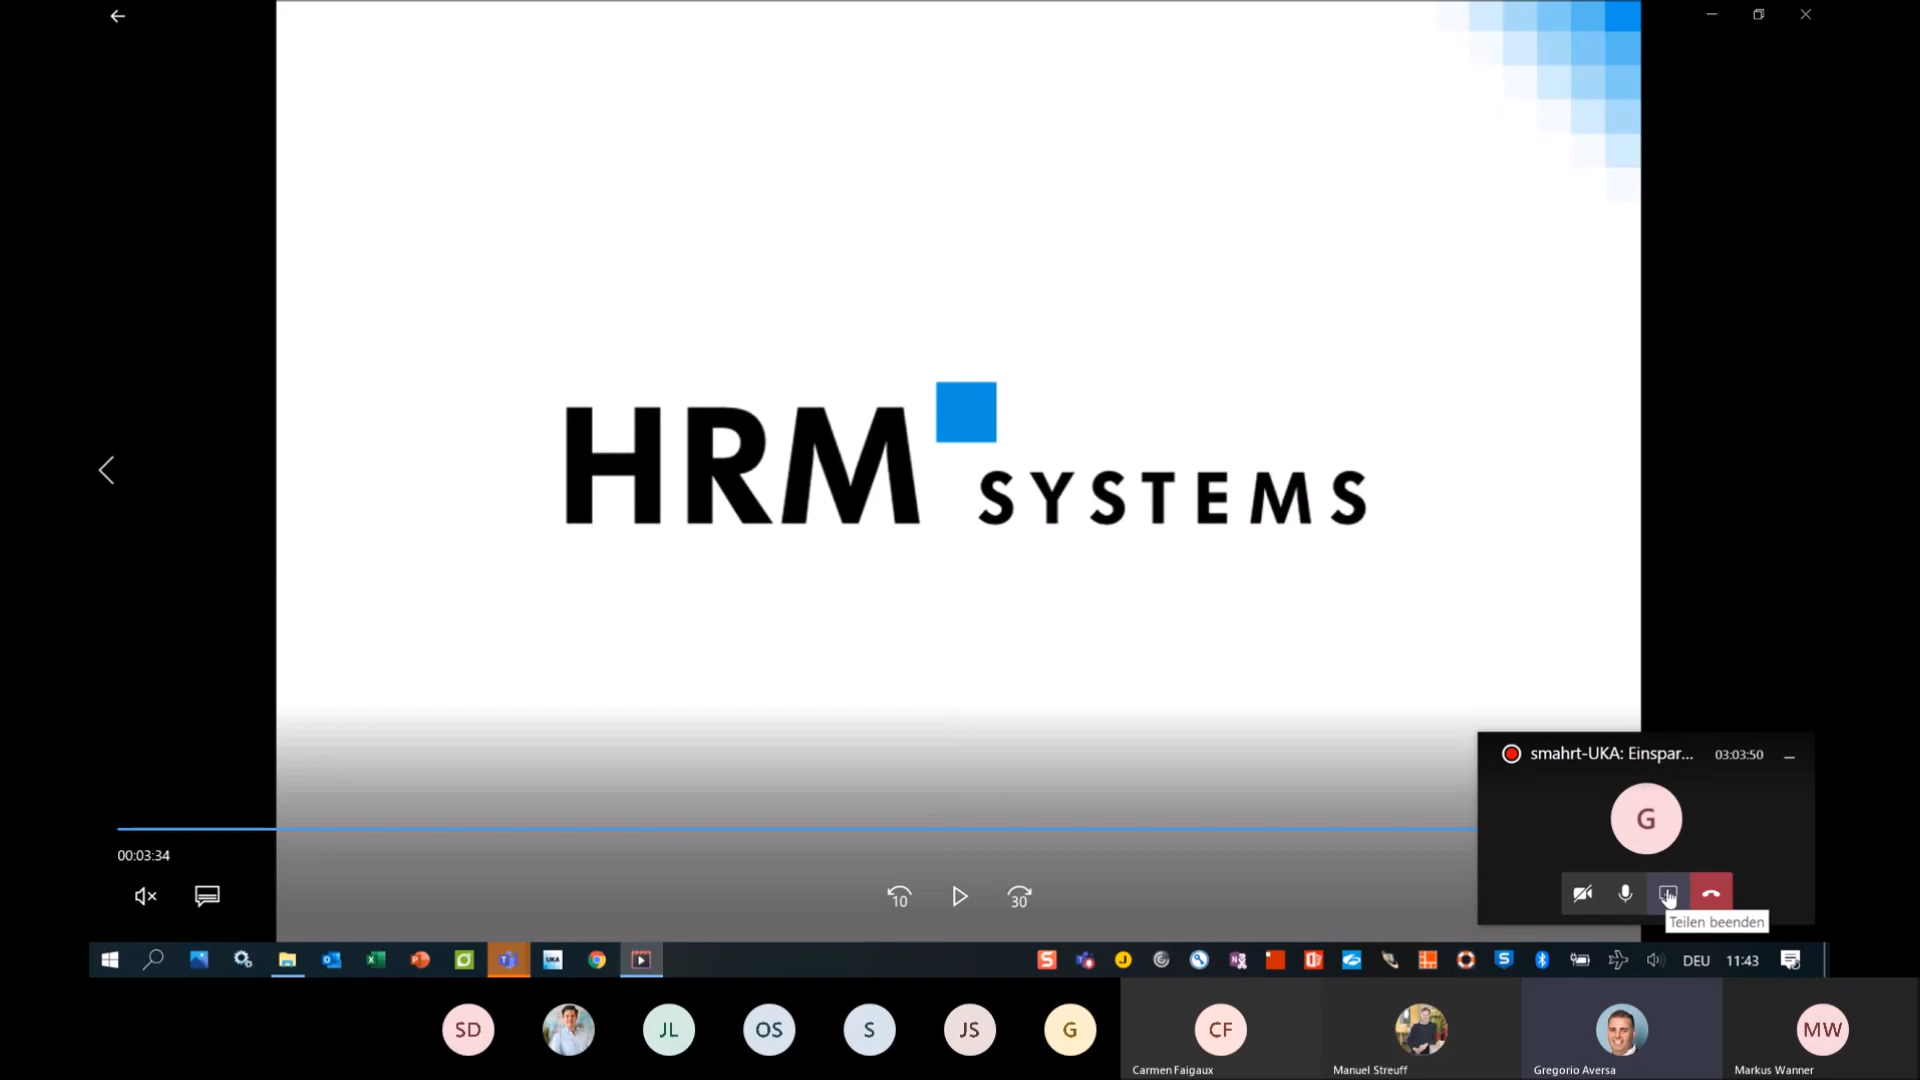 HRM SYSTEMS
smahrt-UKA: Einspar... 03:03:50
G
Teilen beenden
00:03:34
10
30
UKA
DEU 11:43
SD
JL
OS
S
JS
G
CF
MW
Carmen Faigaux
Manuel Streuff
Gregorio Aversa
Markus Wanner